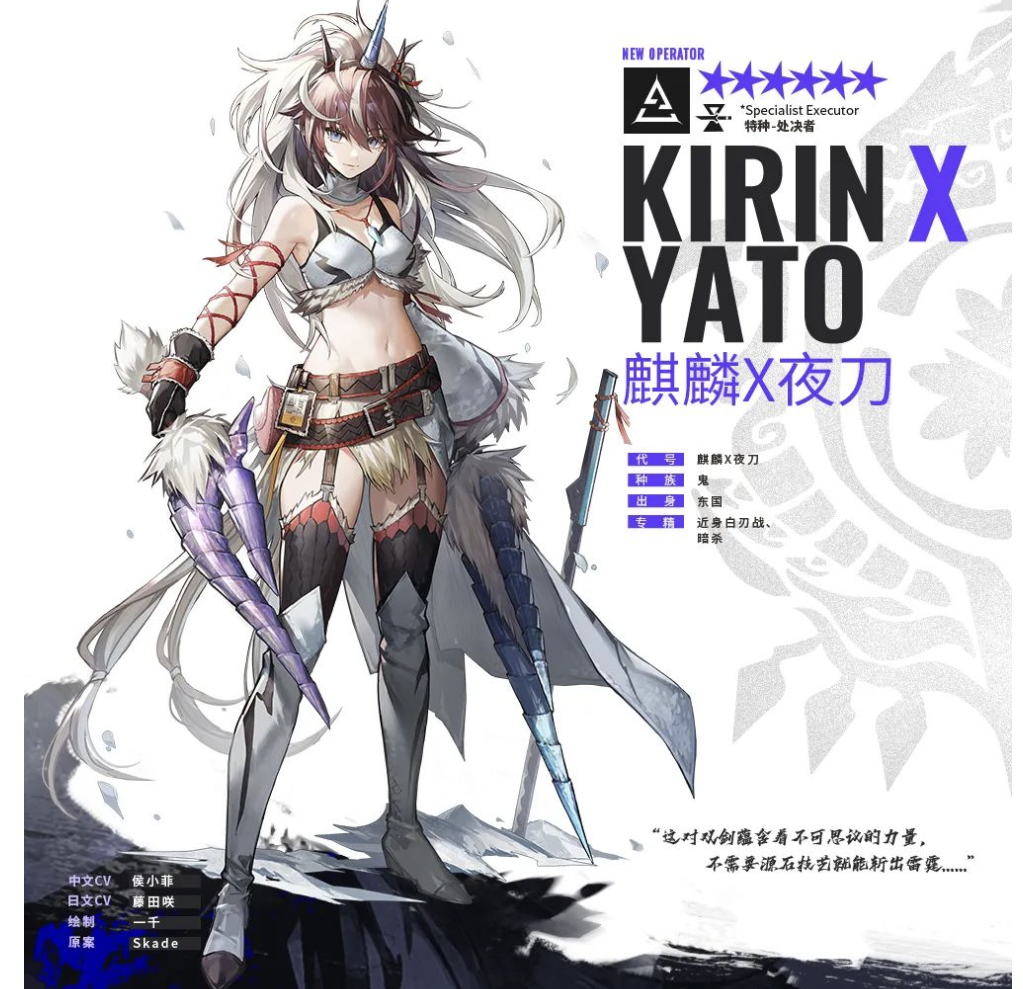 NEW OPERATOR
*Specialist Executor
特种-处决者
KIRIN X
YATO
麒麟X夜刀
代号 麒麟X夜刀
种族 鬼
出身 东国
专精 近身白刃战、
暗杀
“这对双剑蕴含着不可思议的力量，
不需要源石技艺就能斩出雷霆......”
中文CV 侯小菲
日文CV 藤田咲
绘制 一千
原案 Skade